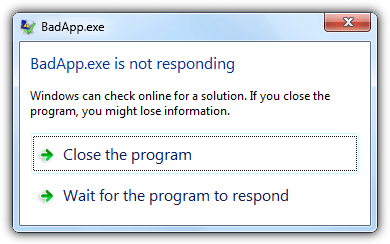 BadApp.exe
BadApp.exe is not responding
Windows can check online for a solution. If you close the
program, you might lose information.
Close the program
Wait for the program to respond